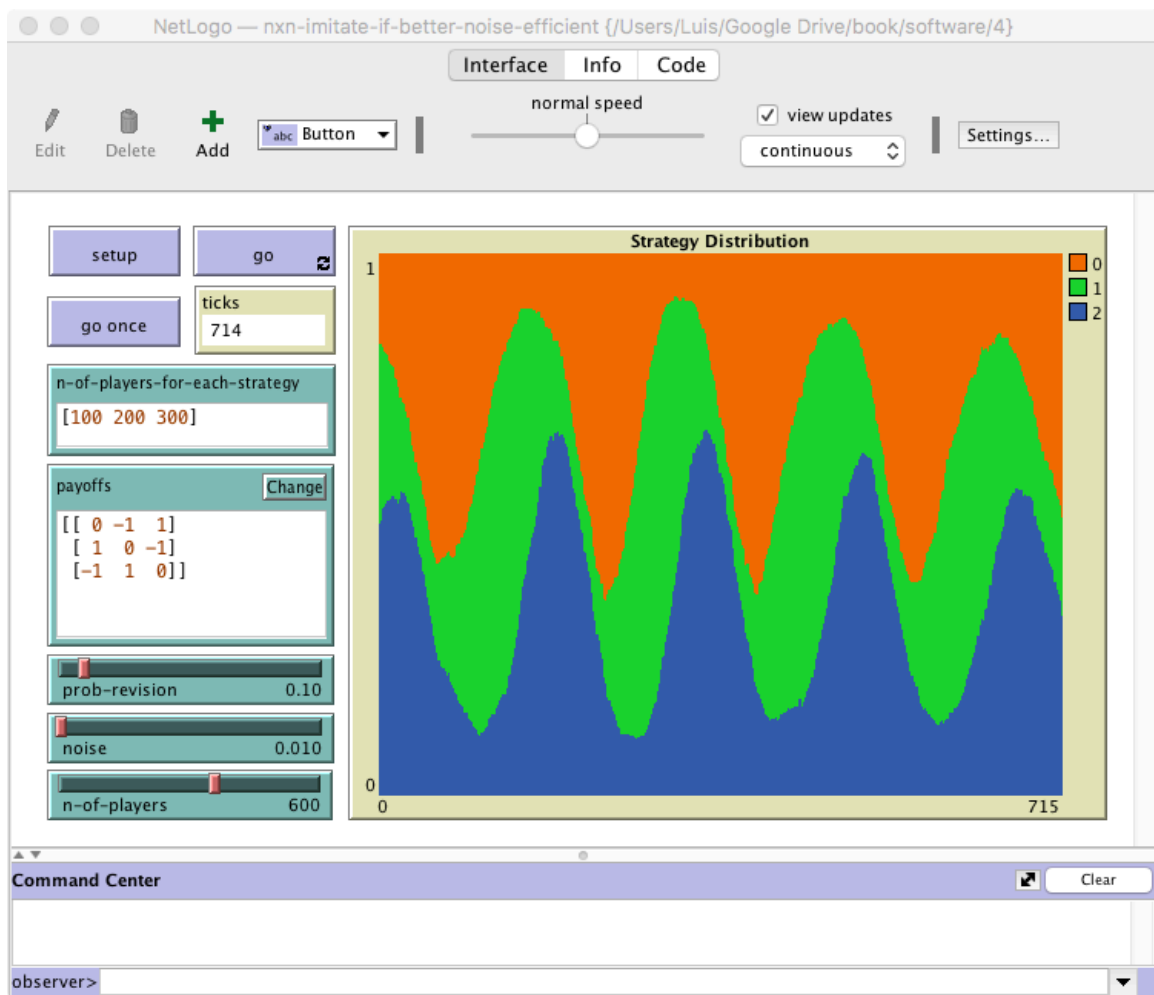 NetLogo — nxn-imitate-if-better-noise-efficient {/Users/Luis/Google Drive/book/software/4}
Interface Info Code
normal speed
view updates
Edit Delete Add abc Button continuous Settings...
setup go
go once
ticks
714
n-of-players-for-each-strategy
[100 200 300]
payoffs Change
[[ 0 -1 1]
[ 1 0 -1]
[-1 1 0]]
prob-revision 0.10
noise 0.010
n-of-players 600
Strategy Distribution
1
0
0 715
0
1
2
Command Center Clear
observer>